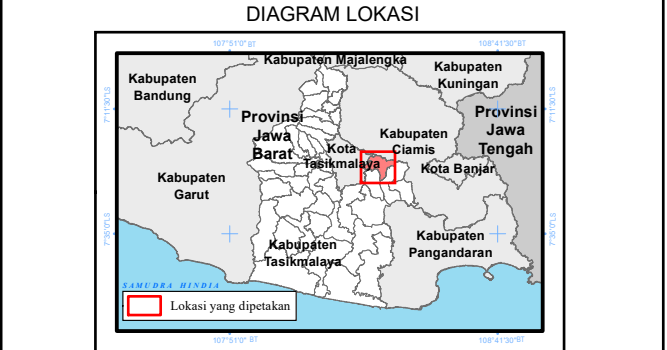 DIAGRAM LOKASI
107°51'0" BT
108°41'30"BT
Kabupaten Majalengka
Kabupaten
Bandung
Kabupaten
Kuningan
7°11'30"LS
7°11'30"LS
Provinsi
Jawa
Barat
Provinsi
Jawa
Tengah
Kabupaten
Ciamis
Kota
Tasikmalaya
Kota Banjar
Kabupaten
Garut
7°35'0"LS
7°35'0"LS
Kabupaten
Tasikmalaya
Kabupaten
Pangandaran
SAMUDRA HINDIA
Lokasi yang dipetakan
107°51'0" BT
108°41'30"BT